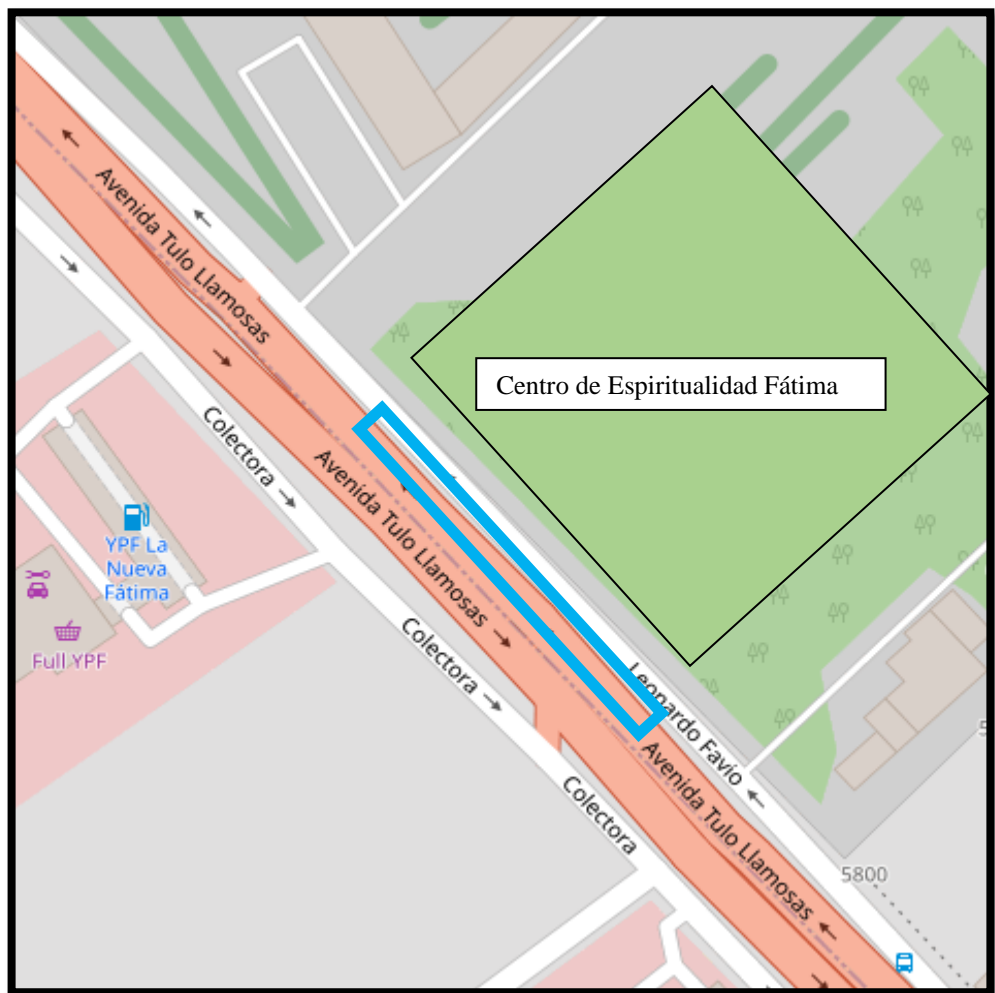 Avenida Tulo Llamosas
Centro de Espiritualidad Fátima
Colectora
Avenida Tulo Llamosas
YPF La
Nueva
Fátima
Full YPF
Colectora
Leonardo Favio
Avenida Tulo Llamosas
Colectora
5800